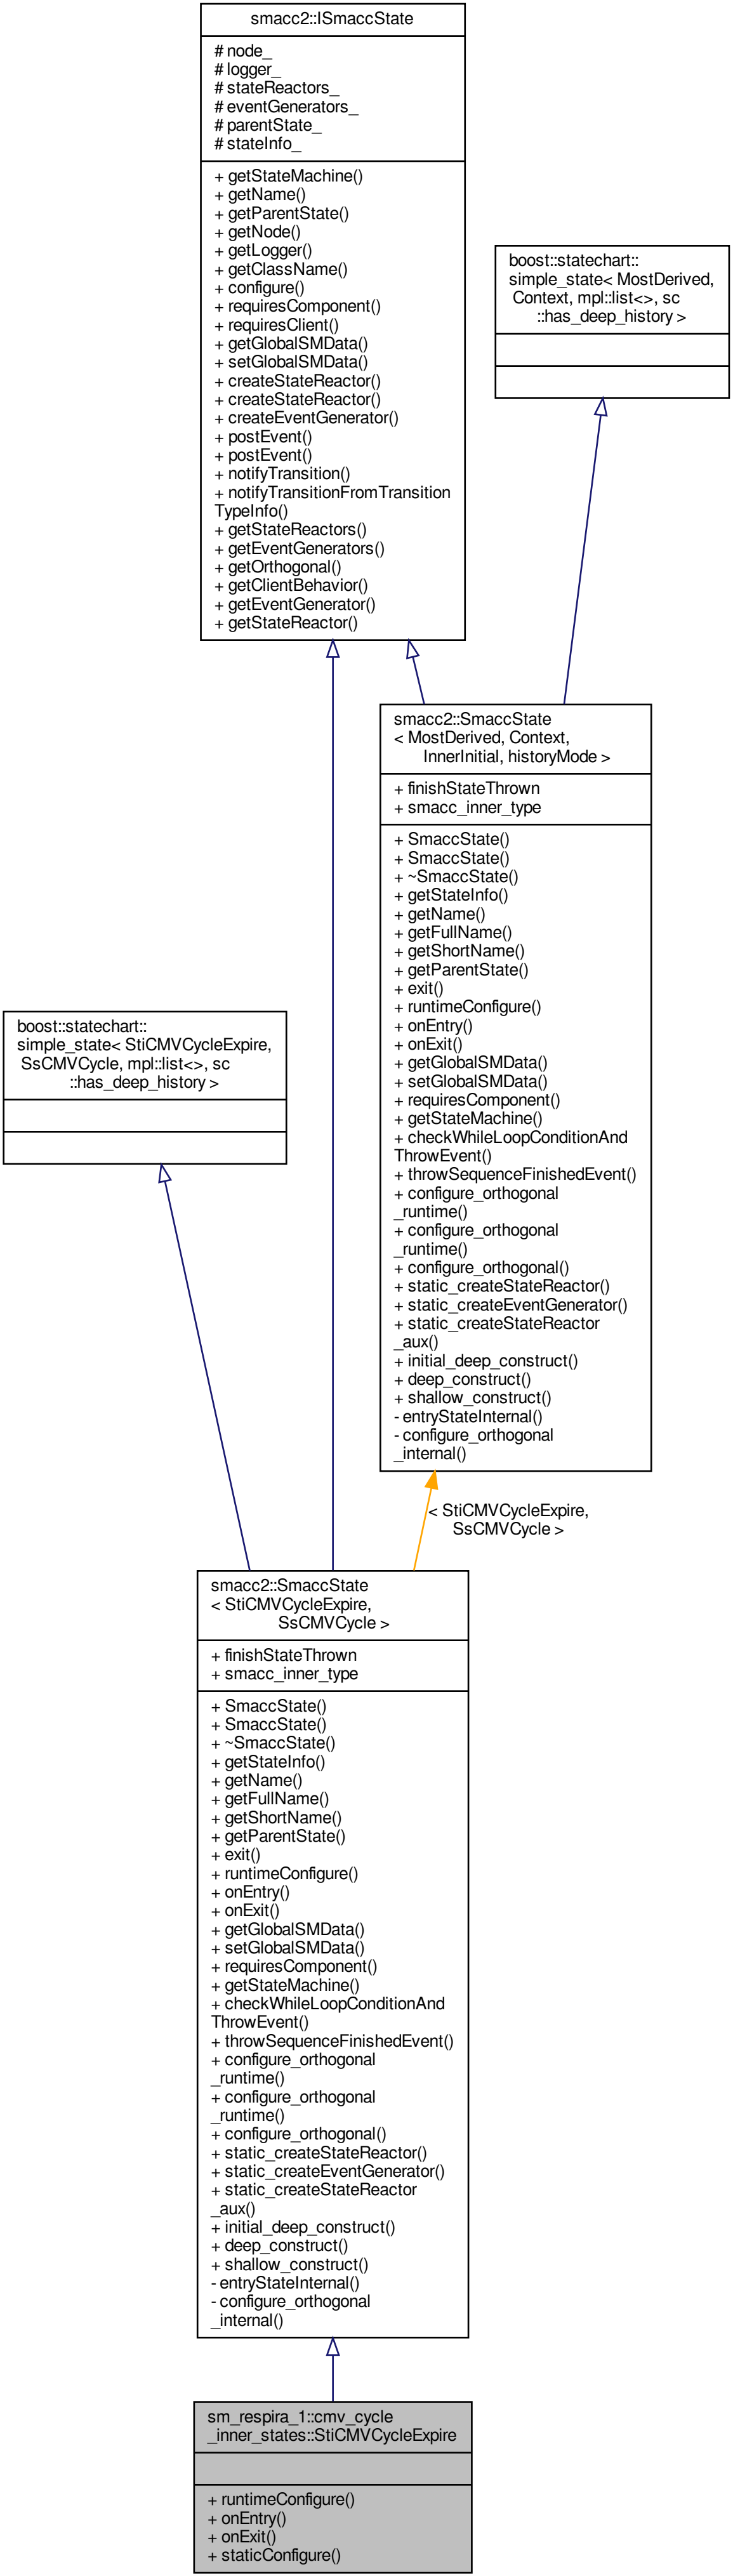 smacc2::ISmaccState
# node_
# logger_
# stateReactors_
# eventGenerators_
# parentState_
# stateInfo_
+ getStateMachine()
+ getName()
+ getParentState()
+ getNode()
+ getLogger()
+ getClassName()
+ configure()
+ requiresComponent()
+ requiresClient()
+ getGlobalSMData()
+ setGlobalSMData()
+ createStateReactor()
+ createStateReactor()
+ createEventGenerator()
+ postEvent()
+ postEvent()
+ notifyTransition()
+ notifyTransitionFromTransition
TypeInfo()
+ getStateReactors()
+ getEventGenerators()
+ getOrthogonal()
+ getClientBehavior()
+ getEventGenerator()
+ getStateReactor()
boost::statechart::
simple_state< MostDerived,
Context, mpl::list<>, sc
::has_deep_history >
smacc2::SmaccState
< MostDerived, Context,
InnerInitial, historyMode >
+ finishStateThrown
+ smacc_inner_type
+ SmaccState()
+ SmaccState()
+ ~SmaccState()
+ getStateInfo()
+ getName()
+ getFullName()
+ getShortName()
+ getParentState()
+ exit()
+ runtimeConfigure()
+ onEntry()
+ onExit()
+ getGlobalSMData()
+ setGlobalSMData()
+ requiresComponent()
+ getStateMachine()
+ checkWhileLoopConditionAnd
ThrowEvent()
+ throwSequenceFinishedEvent()
+ configure_orthogonal
_runtime()
+ configure_orthogonal
_runtime()
+ configure_orthogonal()
+ static_createStateReactor()
+ static_createEventGenerator()
+ static_createStateReactor
_aux()
+ initial_deep_construct()
+ deep_construct()
+ shallow_construct()
- entryStateInternal()
- configure_orthogonal
_internal()
boost::statechart::
simple_state< StiCMVCycleExpire,
SsCMVCycle, mpl::list<>, sc
::has_deep_history >
< StiCMVCycleExpire,
SsCMVCycle >
smacc2::SmaccState
< StiCMVCycleExpire,
SsCMVCycle >
+ finishStateThrown
+ smacc_inner_type
+ SmaccState()
+ SmaccState()
+ ~SmaccState()
+ getStateInfo()
+ getName()
+ getFullName()
+ getShortName()
+ getParentState()
+ exit()
+ runtimeConfigure()
+ onEntry()
+ onExit()
+ getGlobalSMData()
+ setGlobalSMData()
+ requiresComponent()
+ getStateMachine()
+ checkWhileLoopConditionAnd
ThrowEvent()
+ throwSequenceFinishedEvent()
+ configure_orthogonal
_runtime()
+ configure_orthogonal
_runtime()
+ configure_orthogonal()
+ static_createStateReactor()
+ static_createEventGenerator()
+ static_createStateReactor
_aux()
+ initial_deep_construct()
+ deep_construct()
+ shallow_construct()
- entryStateInternal()
- configure_orthogonal
_internal()
sm_respira_1::cmv_cycle
_inner_states::StiCMVCycleExpire
+ runtimeConfigure()
+ onEntry()
+ onExit()
+ staticConfigure()